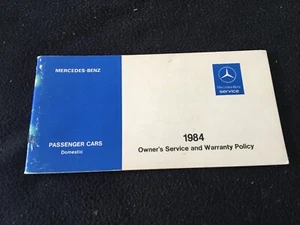 MERCEDES-BENZ
Mercedes-Benz
service
PASSENGER CARS
Domestic
1984
Owner's Service and Warranty Policy